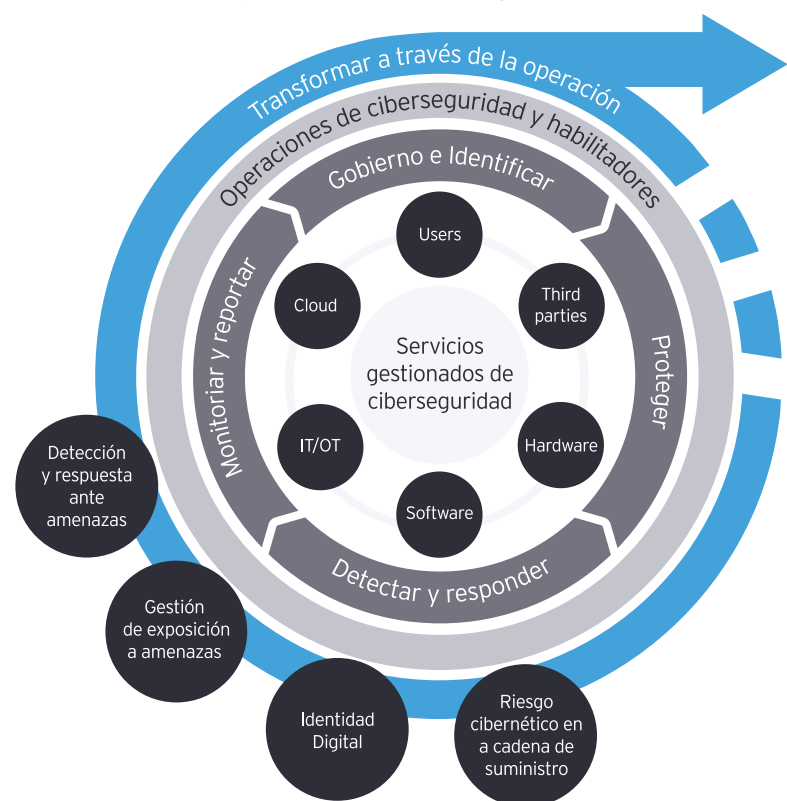 Transformar a través de la operación
Operaciones de ciberseguridad y habilitadores
Gobierno e Identificar
Proteger
Detectar y responder
Monitoriar y reportar
Users
Third
parties
Hardware
Software
IT/OT
Cloud
Servicios
gestionados de
ciberseguridad
Detección
y respuesta
ante
amenazas
Gestión
de exposición
a amenazas
Identidad
Digital
Riesgo
cibernético en
a cadena de
suministro